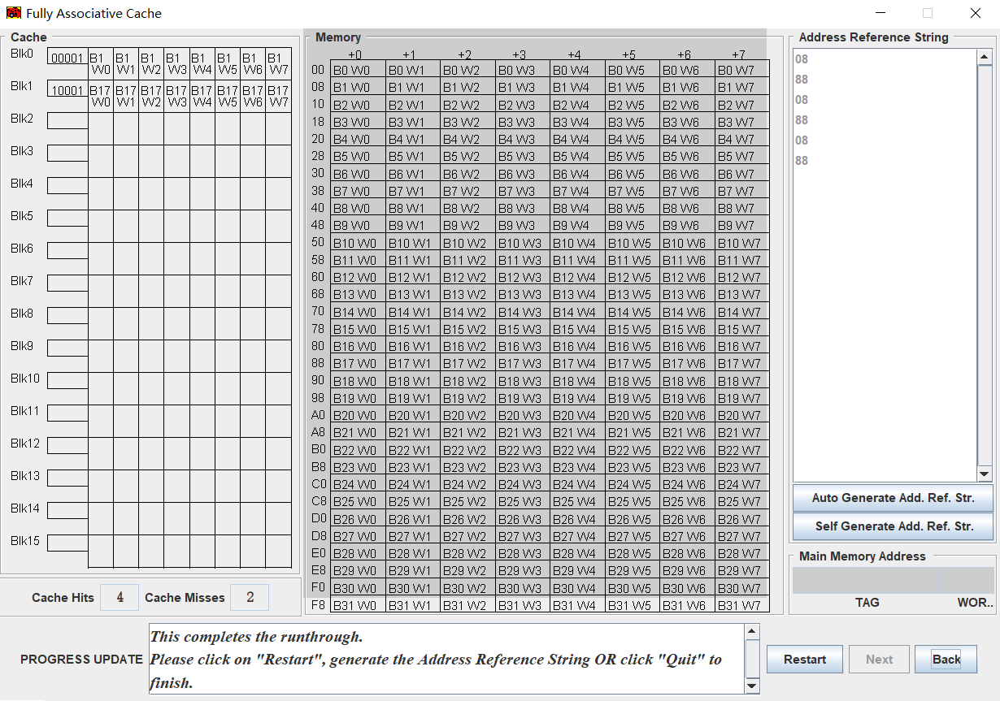 Fully Associative Cache
Cache
Blk0 00001 B1 W0 B1 W1 B1 W2 B1 W3 B1 W4 B1 W5 B1 W6 B1 W7
Blk1 10001 B17 W0 B17 W1 B17 W2 B17 W3 B17 W4 B17 W5 B17 W6 B17 W7
Blk2
Blk3
Blk4
Blk5
Blk6
Blk7
Blk8
Blk9
Blk10
Blk11
Blk12
Blk13
Blk14
Blk15
Cache Hits 4 Cache Misses 2
Memory
+0 +1 +2 +3 +4 +5 +6 +7
00 B0 W0 B0 W1 B0 W2 B0 W3 B0 W4 B0 W5 B0 W6 B0 W7
08 B1 W0 B1 W1 B1 W2 B1 W3 B1 W4 B1 W5 B1 W6 B1 W7
10 B2 W0 B2 W1 B2 W2 B2 W3 B2 W4 B2 W5 B2 W6 B2 W7
18 B3 W0 B3 W1 B3 W2 B3 W3 B3 W4 B3 W5 B3 W6 B3 W7
20 B4 W0 B4 W1 B4 W2 B4 W3 B4 W4 B4 W5 B4 W6 B4 W7
28 B5 W0 B5 W1 B5 W2 B5 W3 B5 W4 B5 W5 B5 W6 B5 W7
30 B6 W0 B6 W1 B6 W2 B6 W3 B6 W4 B6 W5 B6 W6 B6 W7
38 B7 W0 B7 W1 B7 W2 B7 W3 B7 W4 B7 W5 B7 W6 B7 W7
40 B8 W0 B8 W1 B8 W2 B8 W3 B8 W4 B8 W5 B8 W6 B8 W7
48 B9 W0 B9 W1 B9 W2 B9 W3 B9 W4 B9 W5 B9 W6 B9 W7
50 B10 W0 B10 W1 B10 W2 B10 W3 B10 W4 B10 W5 B10 W6 B10 W7
58 B11 W0 B11 W1 B11 W2 B11 W3 B11 W4 B11 W5 B11 W6 B11 W7
60 B12 W0 B12 W1 B12 W2 B12 W3 B12 W4 B12 W5 B12 W6 B12 W7
68 B13 W0 B13 W1 B13 W2 B13 W3 B13 W4 B13 W5 B13 W6 B13 W7
70 B14 W0 B14 W1 B14 W2 B14 W3 B14 W4 B14 W5 B14 W6 B14 W7
78 B15 W0 B15 W1 B15 W2 B15 W3 B15 W4 B15 W5 B15 W6 B15 W7
80 B16 W0 B16 W1 B16 W2 B16 W3 B16 W4 B16 W5 B16 W6 B16 W7
88 B17 W0 B17 W1 B17 W2 B17 W3 B17 W4 B17 W5 B17 W6 B17 W7
90 B18 W0 B18 W1 B18 W2 B18 W3 B18 W4 B18 W5 B18 W6 B18 W7
98 B19 W0 B19 W1 B19 W2 B19 W3 B19 W4 B19 W5 B19 W6 B19 W7
A0 B20 W0 B20 W1 B20 W2 B20 W3 B20 W4 B20 W5 B20 W6 B20 W7
A8 B21 W0 B21 W1 B21 W2 B21 W3 B21 W4 B21 W5 B21 W6 B21 W7
B0 B22 W0 B22 W1 B22 W2 B22 W3 B22 W4 B22 W5 B22 W6 B22 W7
B8 B23 W0 B23 W1 B23 W2 B23 W3 B23 W4 B23 W5 B23 W6 B23 W7
C0 B24 W0 B24 W1 B24 W2 B24 W3 B24 W4 B24 W5 B24 W6 B24 W7
C8 B25 W0 B25 W1 B25 W2 B25 W3 B25 W4 B25 W5 B25 W6 B25 W7
D0 B26 W0 B26 W1 B26 W2 B26 W3 B26 W4 B26 W5 B26 W6 B26 W7
D8 B27 W0 B27 W1 B27 W2 B27 W3 B27 W4 B27 W5 B27 W6 B27 W7
E0 B28 W0 B28 W1 B28 W2 B28 W3 B28 W4 B28 W5 B28 W6 B28 W7
E8 B29 W0 B29 W1 B29 W2 B29 W3 B29 W4 B29 W5 B29 W6 B29 W7
F0 B30 W0 B30 W1 B30 W2 B30 W3 B30 W4 B30 W5 B30 W6 B30 W7
F8 B31 W0 B31 W1 B31 W2 B31 W3 B31 W4 B31 W5 B31 W6 B31 W7
Address Reference String
08
88
08
88
08
88
Auto Generate Add. Ref. Str.
Self Generate Add. Ref. Str.
Main Memory Address
TAG WOR..
PROGRESS UPDATE
This completes the runthrough.
Please click on "Restart", generate the Address Reference String OR click "Quit" to
finish.
Restart Next Back